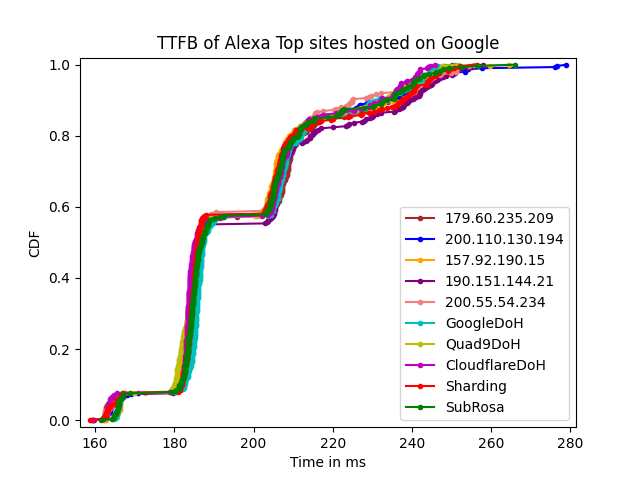 TTFB of Alexa Top sites hosted on Google
1.0
0.8
0.6
0.4
0.2
0.0
CDF
179.60.235.209
200.110.130.194
157.92.190.15
190.151.144.21
200.55.54.234
GoogleDoH
Quad9DoH
CloudflareDoH
Sharding
SubRosa
160 180 200 220 240 260 280
Time in ms